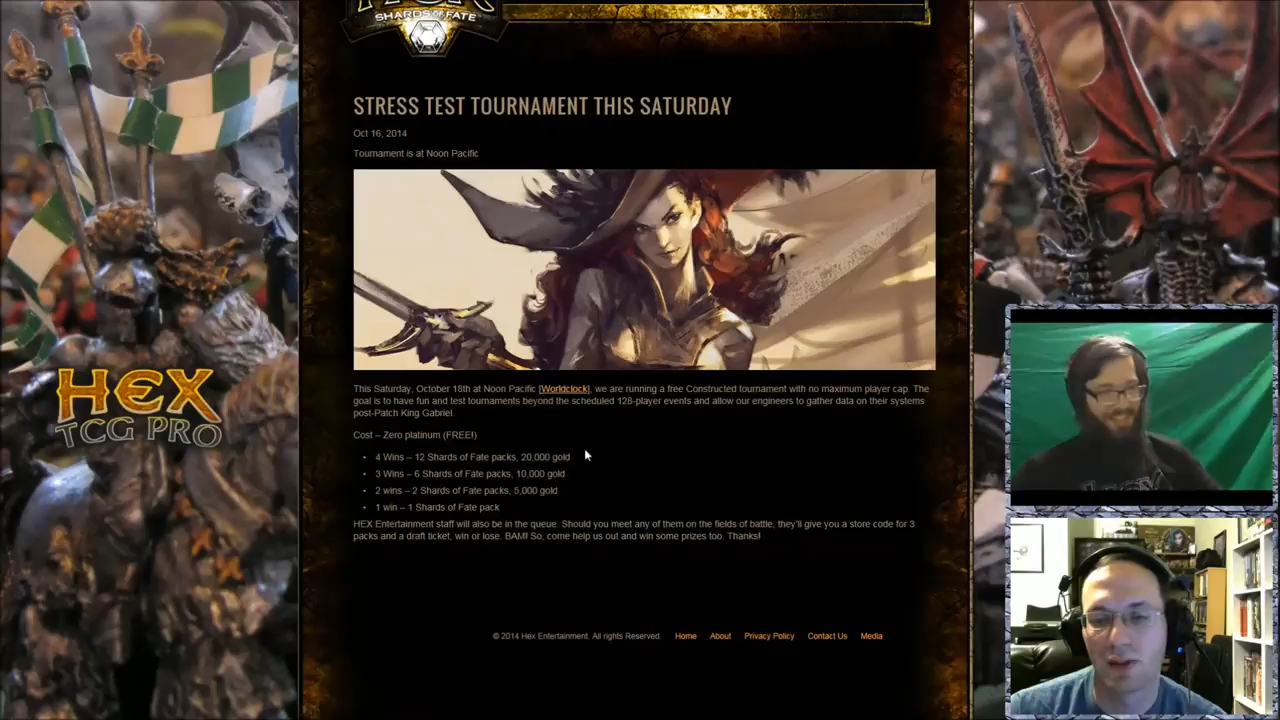 SHARDS OF FATE
STRESS TEST TOURNAMENT THIS SATURDAY
Oct 16, 2014
Tournament is at Noon Pacific
This Saturday, October 18th at Noon Pacific [Worldclock], we are running a free Constructed tournament with no maximum player cap. The
goal is to have fun and test tournaments beyond the scheduled 128-player events and allow our engineers to gather data on their systems
post-Patch King Gabriel.
Cost – Zero platinum (FREE!)
• 4 Wins – 12 Shards of Fate packs, 20,000 gold
• 3 Wins – 6 Shards of Fate packs, 10,000 gold
• 2 wins – 2 Shards of Fate packs, 5,000 gold
• 1 win – 1 Shards of Fate pack
HEX Entertainment staff will also be in the queue. Should you meet any of them on the fields of battle, they'll give you a store code for 3
packs and a draft ticket, win or lose. BAM! So, come help us out and win some prizes too. Thanks!
© 2014 Hex Entertainment. All rights Reserved. Home About Privacy Policy Contact Us Media
HEX
TCG PRO